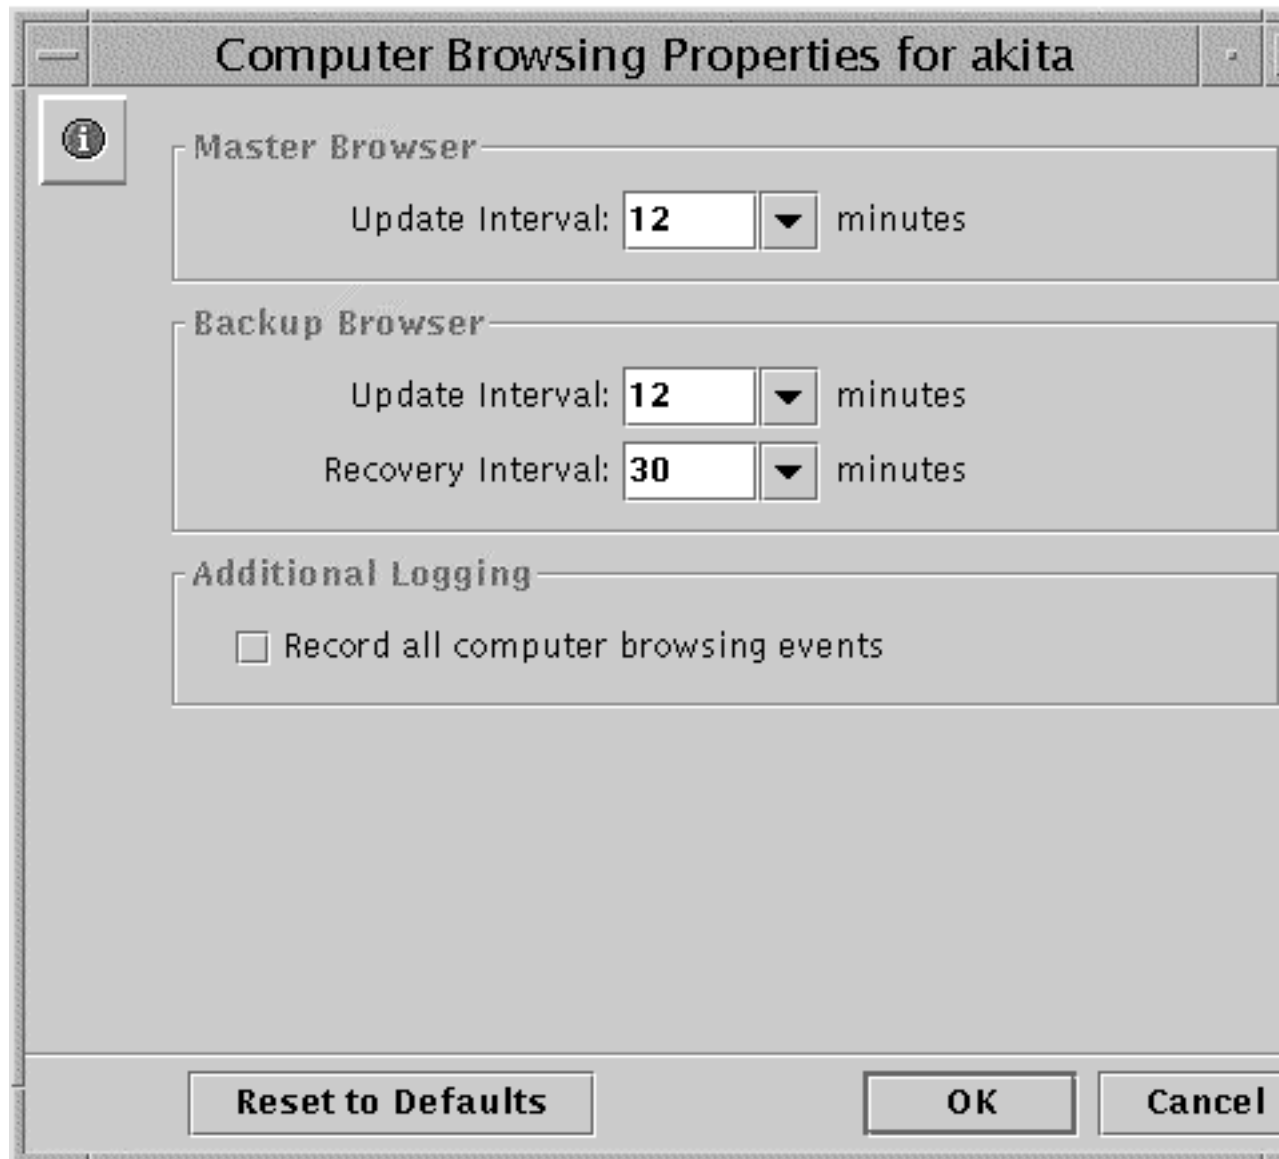 Computer Browsing Properties for akita
Master Browser
Update Interval: 12 minutes
Backup Browser
Update Interval: 12 minutes
Recovery Interval: 30 minutes
Additional Logging
Record all computer browsing events
Reset to Defaults OK Cancel